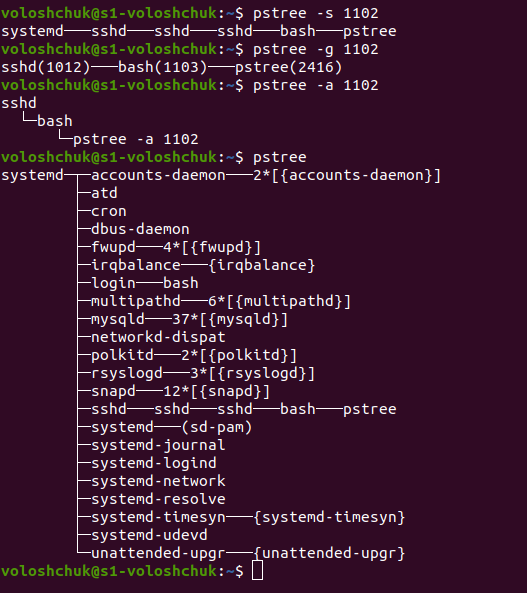 voloshchuk@s1-voloshchuk:~$ pstree -s 1102
systemd───sshd───sshd───sshd───bash───pstree
voloshchuk@s1-voloshchuk:~$ pstree -g 1102
sshd(1012)───bash(1103)───pstree(2416)
voloshchuk@s1-voloshchuk:~$ pstree -a 1102
sshd
  └─bash
      └─pstree -a 1102
voloshchuk@s1-voloshchuk:~$ pstree
systemd─┬─accounts-daemon───2*[{accounts-daemon}]
        ├─atd
        ├─cron
        ├─dbus-daemon
        ├─fwupd───4*[{fwupd}]
        ├─irqbalance───{irqbalance}
        ├─login───bash
        ├─multipathd───6*[{multipathd}]
        ├─mysqld───37*[{mysqld}]
        ├─networkd-dispat
        ├─polkitd───2*[{polkitd}]
        ├─rsyslogd───3*[{rsyslogd}]
        ├─snapd───12*[{snapd}]
        ├─sshd───sshd───sshd───bash───pstree
        ├─systemd───(sd-pam)
        ├─systemd-journal
        ├─systemd-logind
        ├─systemd-network
        ├─systemd-resolve
        ├─systemd-timesyn───{systemd-timesyn}
        ├─systemd-udevd
        └─unattended-upgr───{unattended-upgr}
voloshchuk@s1-voloshchuk:~$